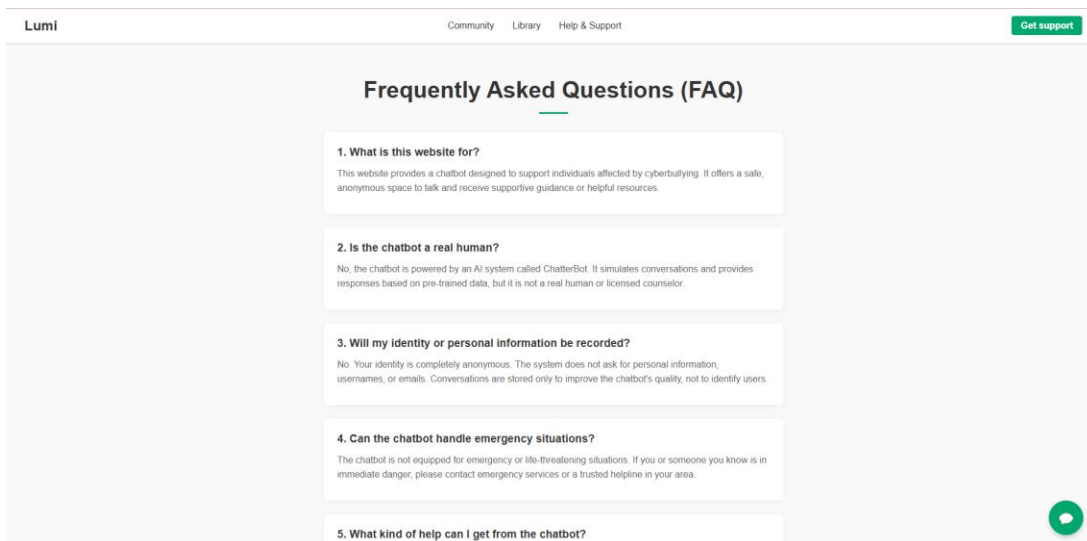 Lumi
Community Library Help & Support
Get support
Frequently Asked Questions (FAQ)
1. What is this website for?
This website provides a chatbot designed to support individuals affected by cyberbullying. It offers a safe,
anonymous space to talk and receive supportive guidance or helpful resources.
2. Is the chatbot a real human?
No, the chatbot is powered by an AI system called ChatterBot. It simulates conversations and provides
responses based on pre-trained data, but it is not a real human or licensed counselor.
3. Will my identity or personal information be recorded?
No. Your identity is completely anonymous. The system does not ask for personal information,
usernames, or emails. Conversations are stored only to improve the chatbot's quality, not to identify users.
4. Can the chatbot handle emergency situations?
The chatbot is not equipped for emergency or life-threatening situations. If you or someone you know is in
immediate danger, please contact emergency services or a trusted helpline in your area.
5. What kind of help can I get from the chatbot?